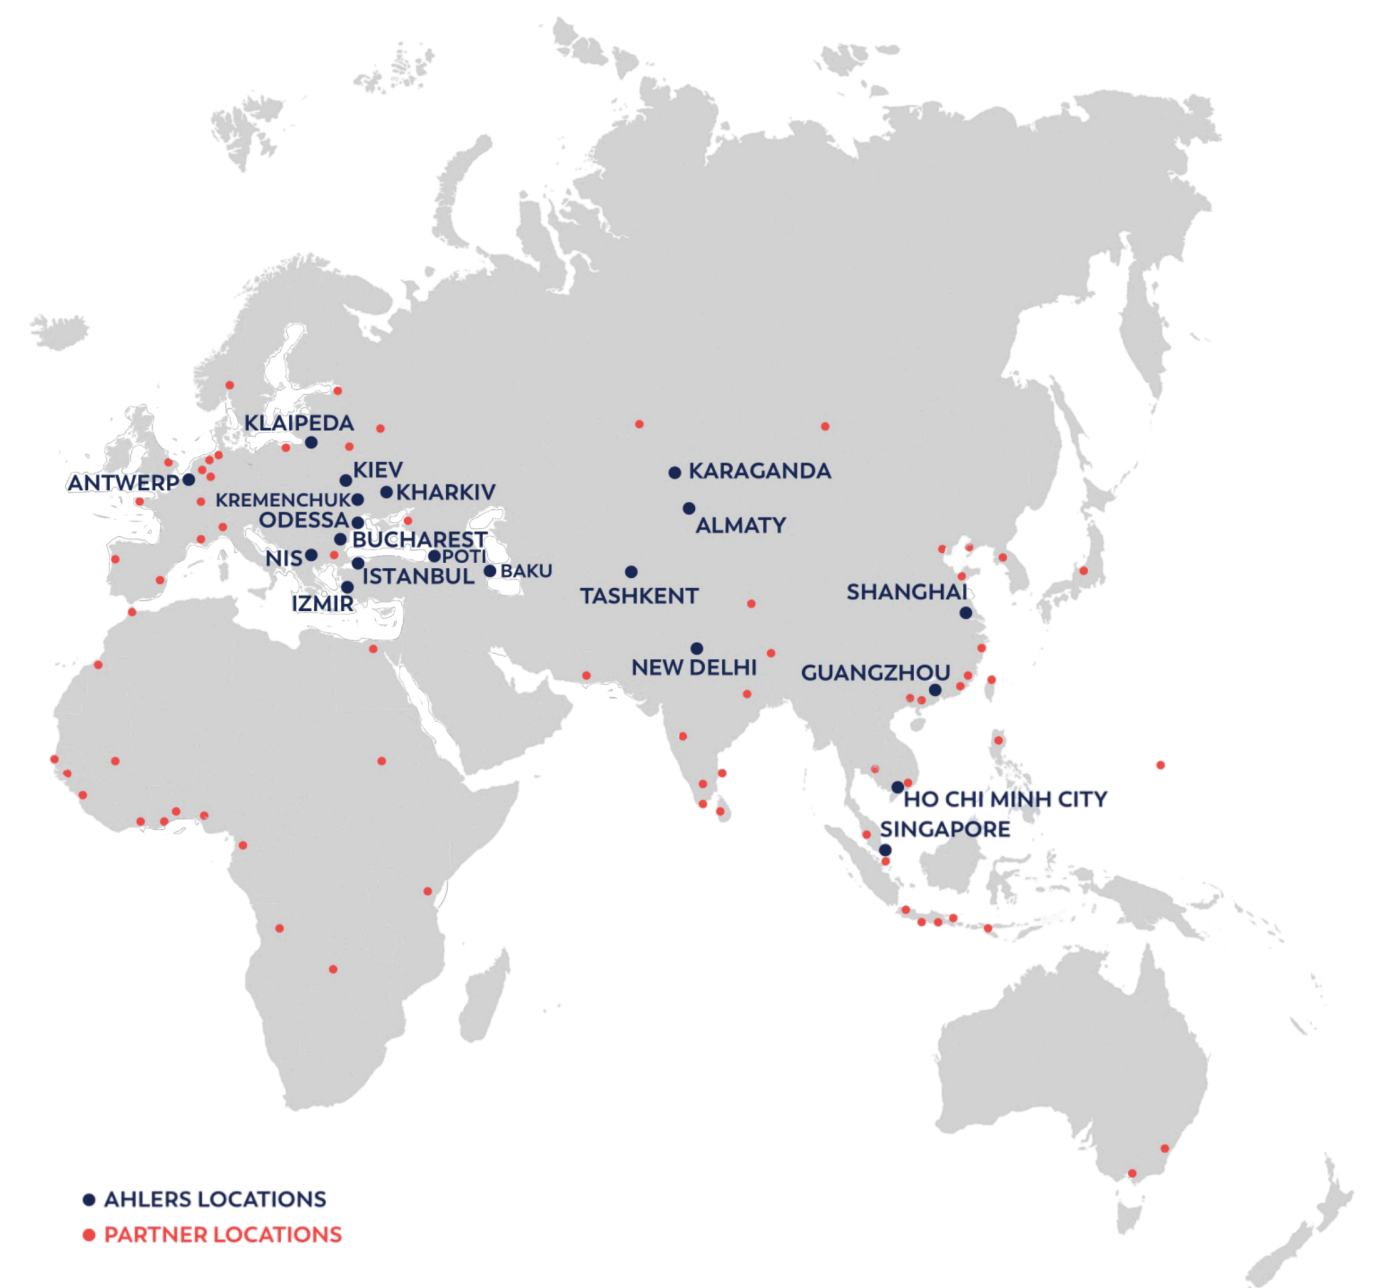 KLAIPEDA
ANTWERP
KIEV
KHARKIV
KREMENCHUK
ODESSA
BUCHAREST
NIS
POTI
ISTANBUL
BAKU
IZMIR
KARAGANDA
ALMATY
TASHKENT
SHANGHAI
NEW DELHI
GUANGZHOU
HO CHI MINH CITY
SINGAPORE
AHLERS LOCATIONS
PARTNER LOCATIONS